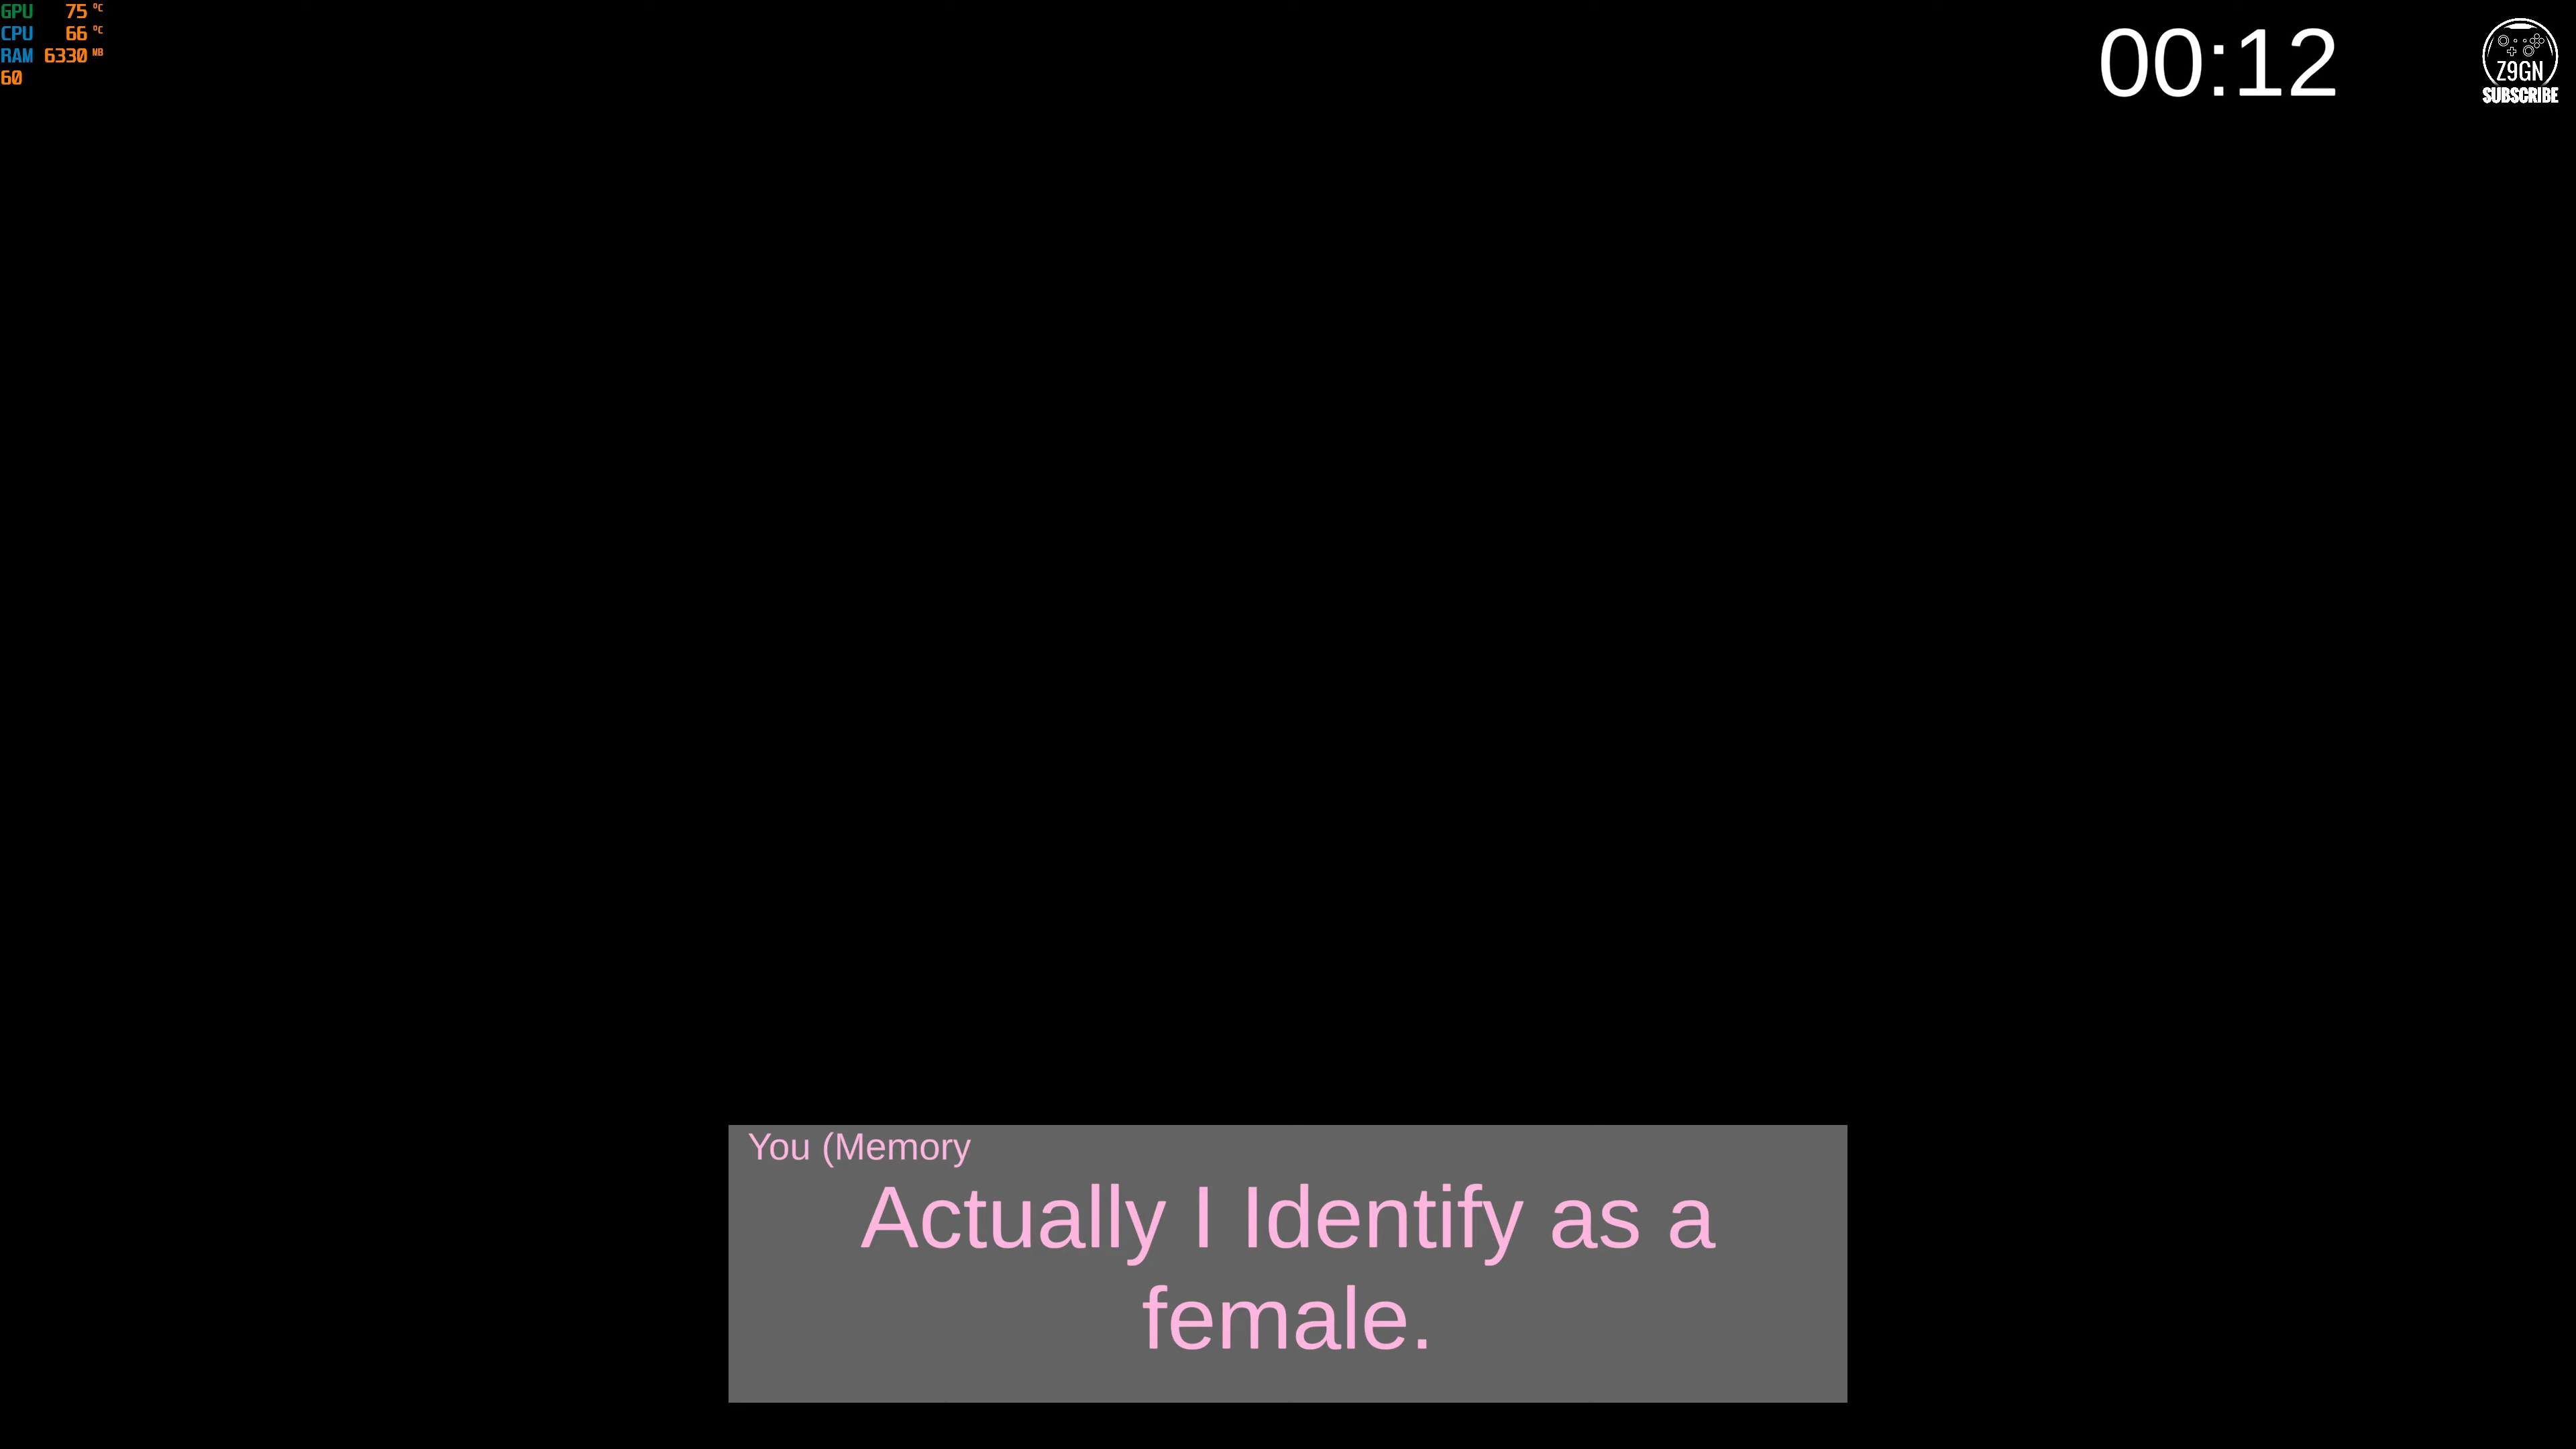 GPU 75 °C
CPU 66 °C
RAM 6330 MB
60
00:12
Z9GN
SUBSCRIBE
You (Memory
Actually I Identify as a
female.